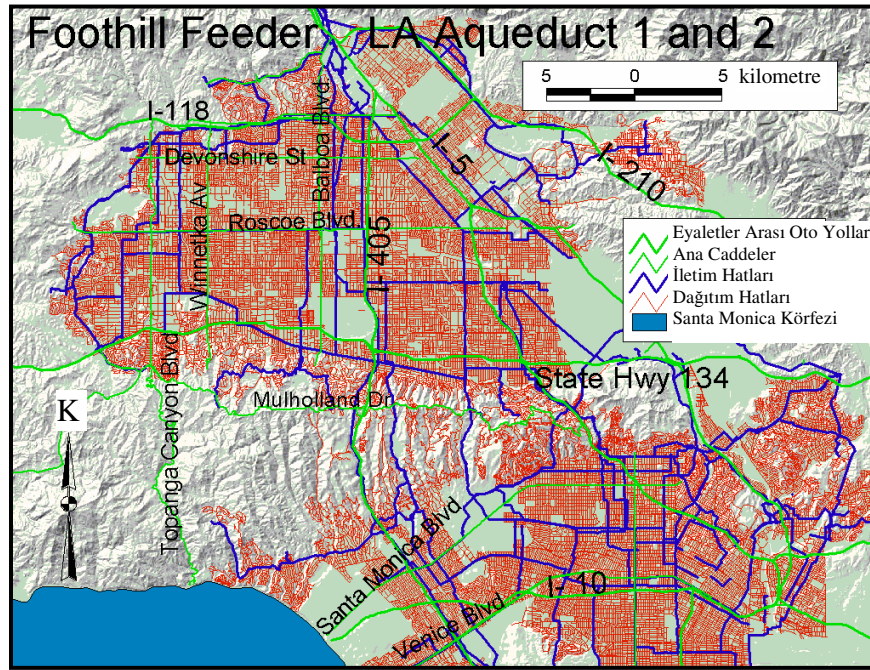 Foothill Feeder LA Aqueduct 1 and 2
5 0 5 kilometre
I-118
Balboa Blvd
I-5
Devonshire St
I-210
Winnetka Av
Roscoe Blvd
I-405
Eyaletler Arası Oto Yollar
Ana Caddeler
İletim Hatları
Dağıtım Hatları
Santa Monica Körfezi
State Hwy 134
Mulholland Dr
Topanga Canyon Blvd
K
Santa Monica Blvd
I-10
Venice Blvd